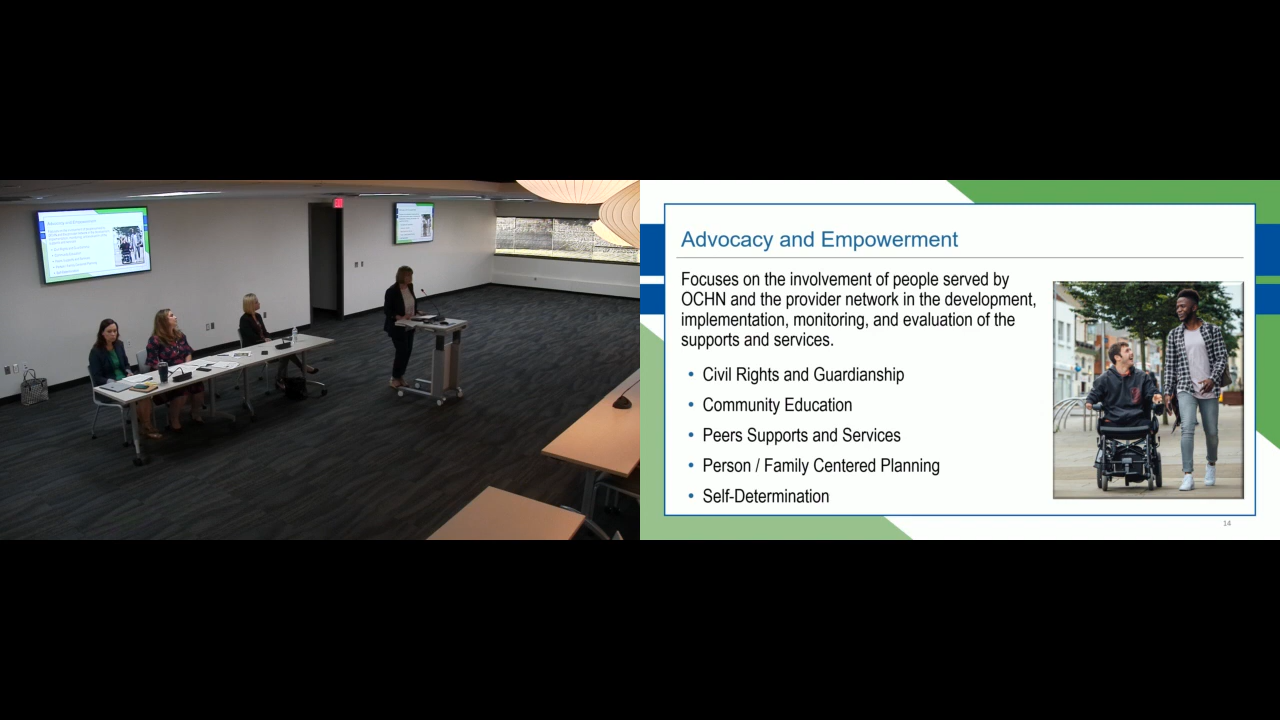 Advocacy and Empowerment
Focuses on the involvement of people served by
OCHN and the provider network in the development,
implementation, monitoring, and evaluation of the
supports and services.
• Civil Rights and Guardianship
• Community Education
• Peers Supports and Services
• Person / Family Centered Planning
• Self-Determination
14